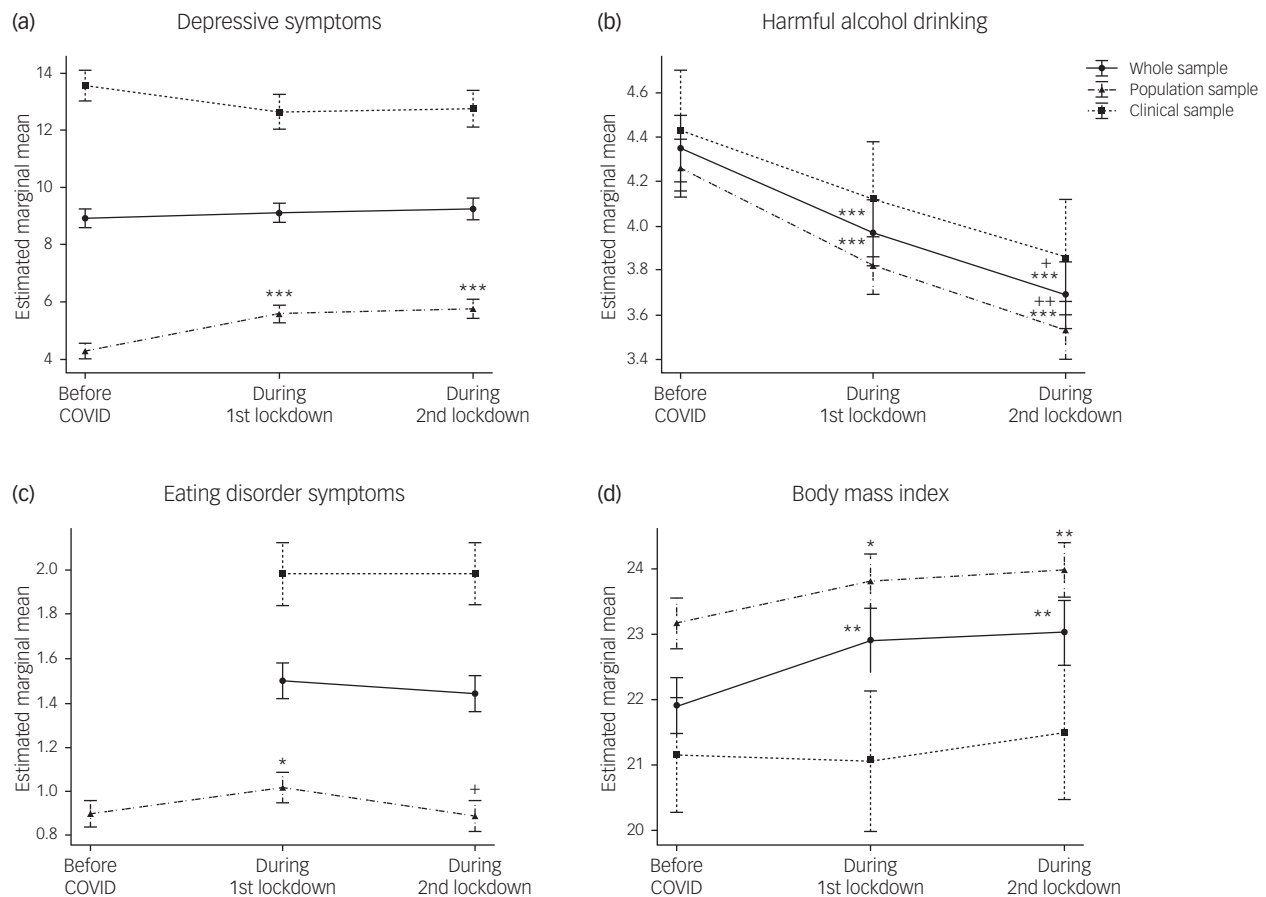 (a)
Depressive symptoms
Estimated marginal mean
14
12
10
8
6
4
***
***
Before
COVID
During
1st lockdown
During
2nd lockdown
(b)
Harmful alcohol drinking
Estimated marginal mean
4.6
4.4
4.2
4.0
3.8
3.6
3.4
***
***
+
***
++
***
Before
COVID
During
1st lockdown
During
2nd lockdown
Whole sample
Population sample
Clinical sample
(c)
Eating disorder symptoms
Estimated marginal mean
2.0
1.8
1.6
1.4
1.2
1.0
0.8
*
+
Before
COVID
During
1st lockdown
During
2nd lockdown
(d)
Body mass index
Estimated marginal mean
24
23
22
21
20
*
**
**
**
Before
COVID
During
1st lockdown
During
2nd lockdown